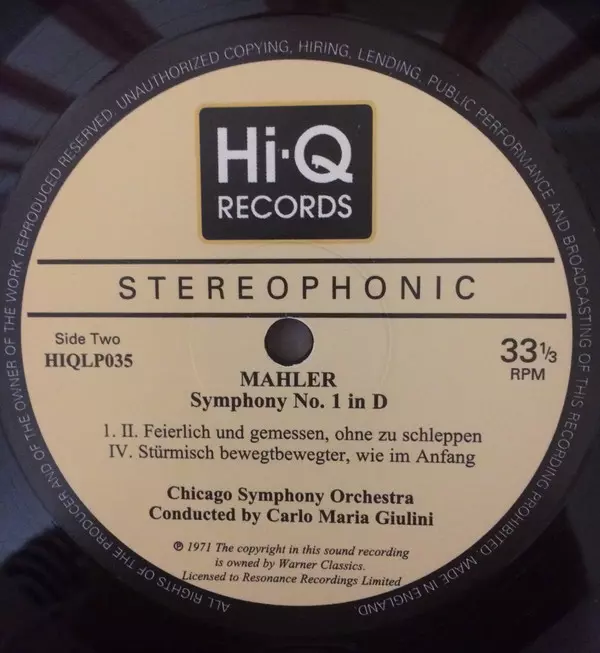 ALL RIGHTS OF THE PRODUCER AND OF THE OWNER OF THE WORK REPRODUCED RESERVED. UNAUTHORIZED COPYING, HIRING, LENDING, PUBLIC PERFORMANCE AND BROADCASTING OF THIS RECORDING PROHIBITED. MADE IN ENGLAND.
Hi·Q
RECORDS
STEREOPHONIC
Side Two
HIQLP035
33 1/3
RPM
MAHLER
Symphony No. 1 in D
1. II. Feierlich und gemessen, ohne zu schleppen
IV. Stürmisch bewegtbewegter, wie im Anfang
Chicago Symphony Orchestra
Conducted by Carlo Maria Giulini
℗ 1971 The copyright in this sound recording
is owned by Warner Classics.
Licensed to Resonance Recordings Limited